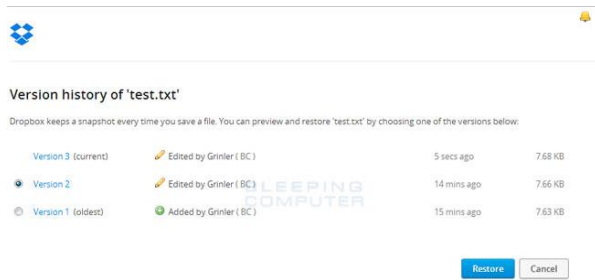 Version history of 'test.txt'
Dropbox keeps a snapshot every time you save a file. You can preview and restore 'test.txt' by choosing one of the versions below:
Version 3 (current) Edited by Grinler ( BC ) 5 secs ago 7.68 KB
Version 2 Edited by Grinler ( BC ) 14 mins ago 7.66 KB
BLEEPING
COMPUTER
Version 1 (oldest) Added by Grinler ( BC ) 15 mins ago 7.63 KB
Restore Cancel